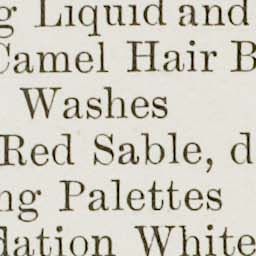 g Liquid and
Camel Hair B
Washes
Red Sable, d
ng Palettes
dation White